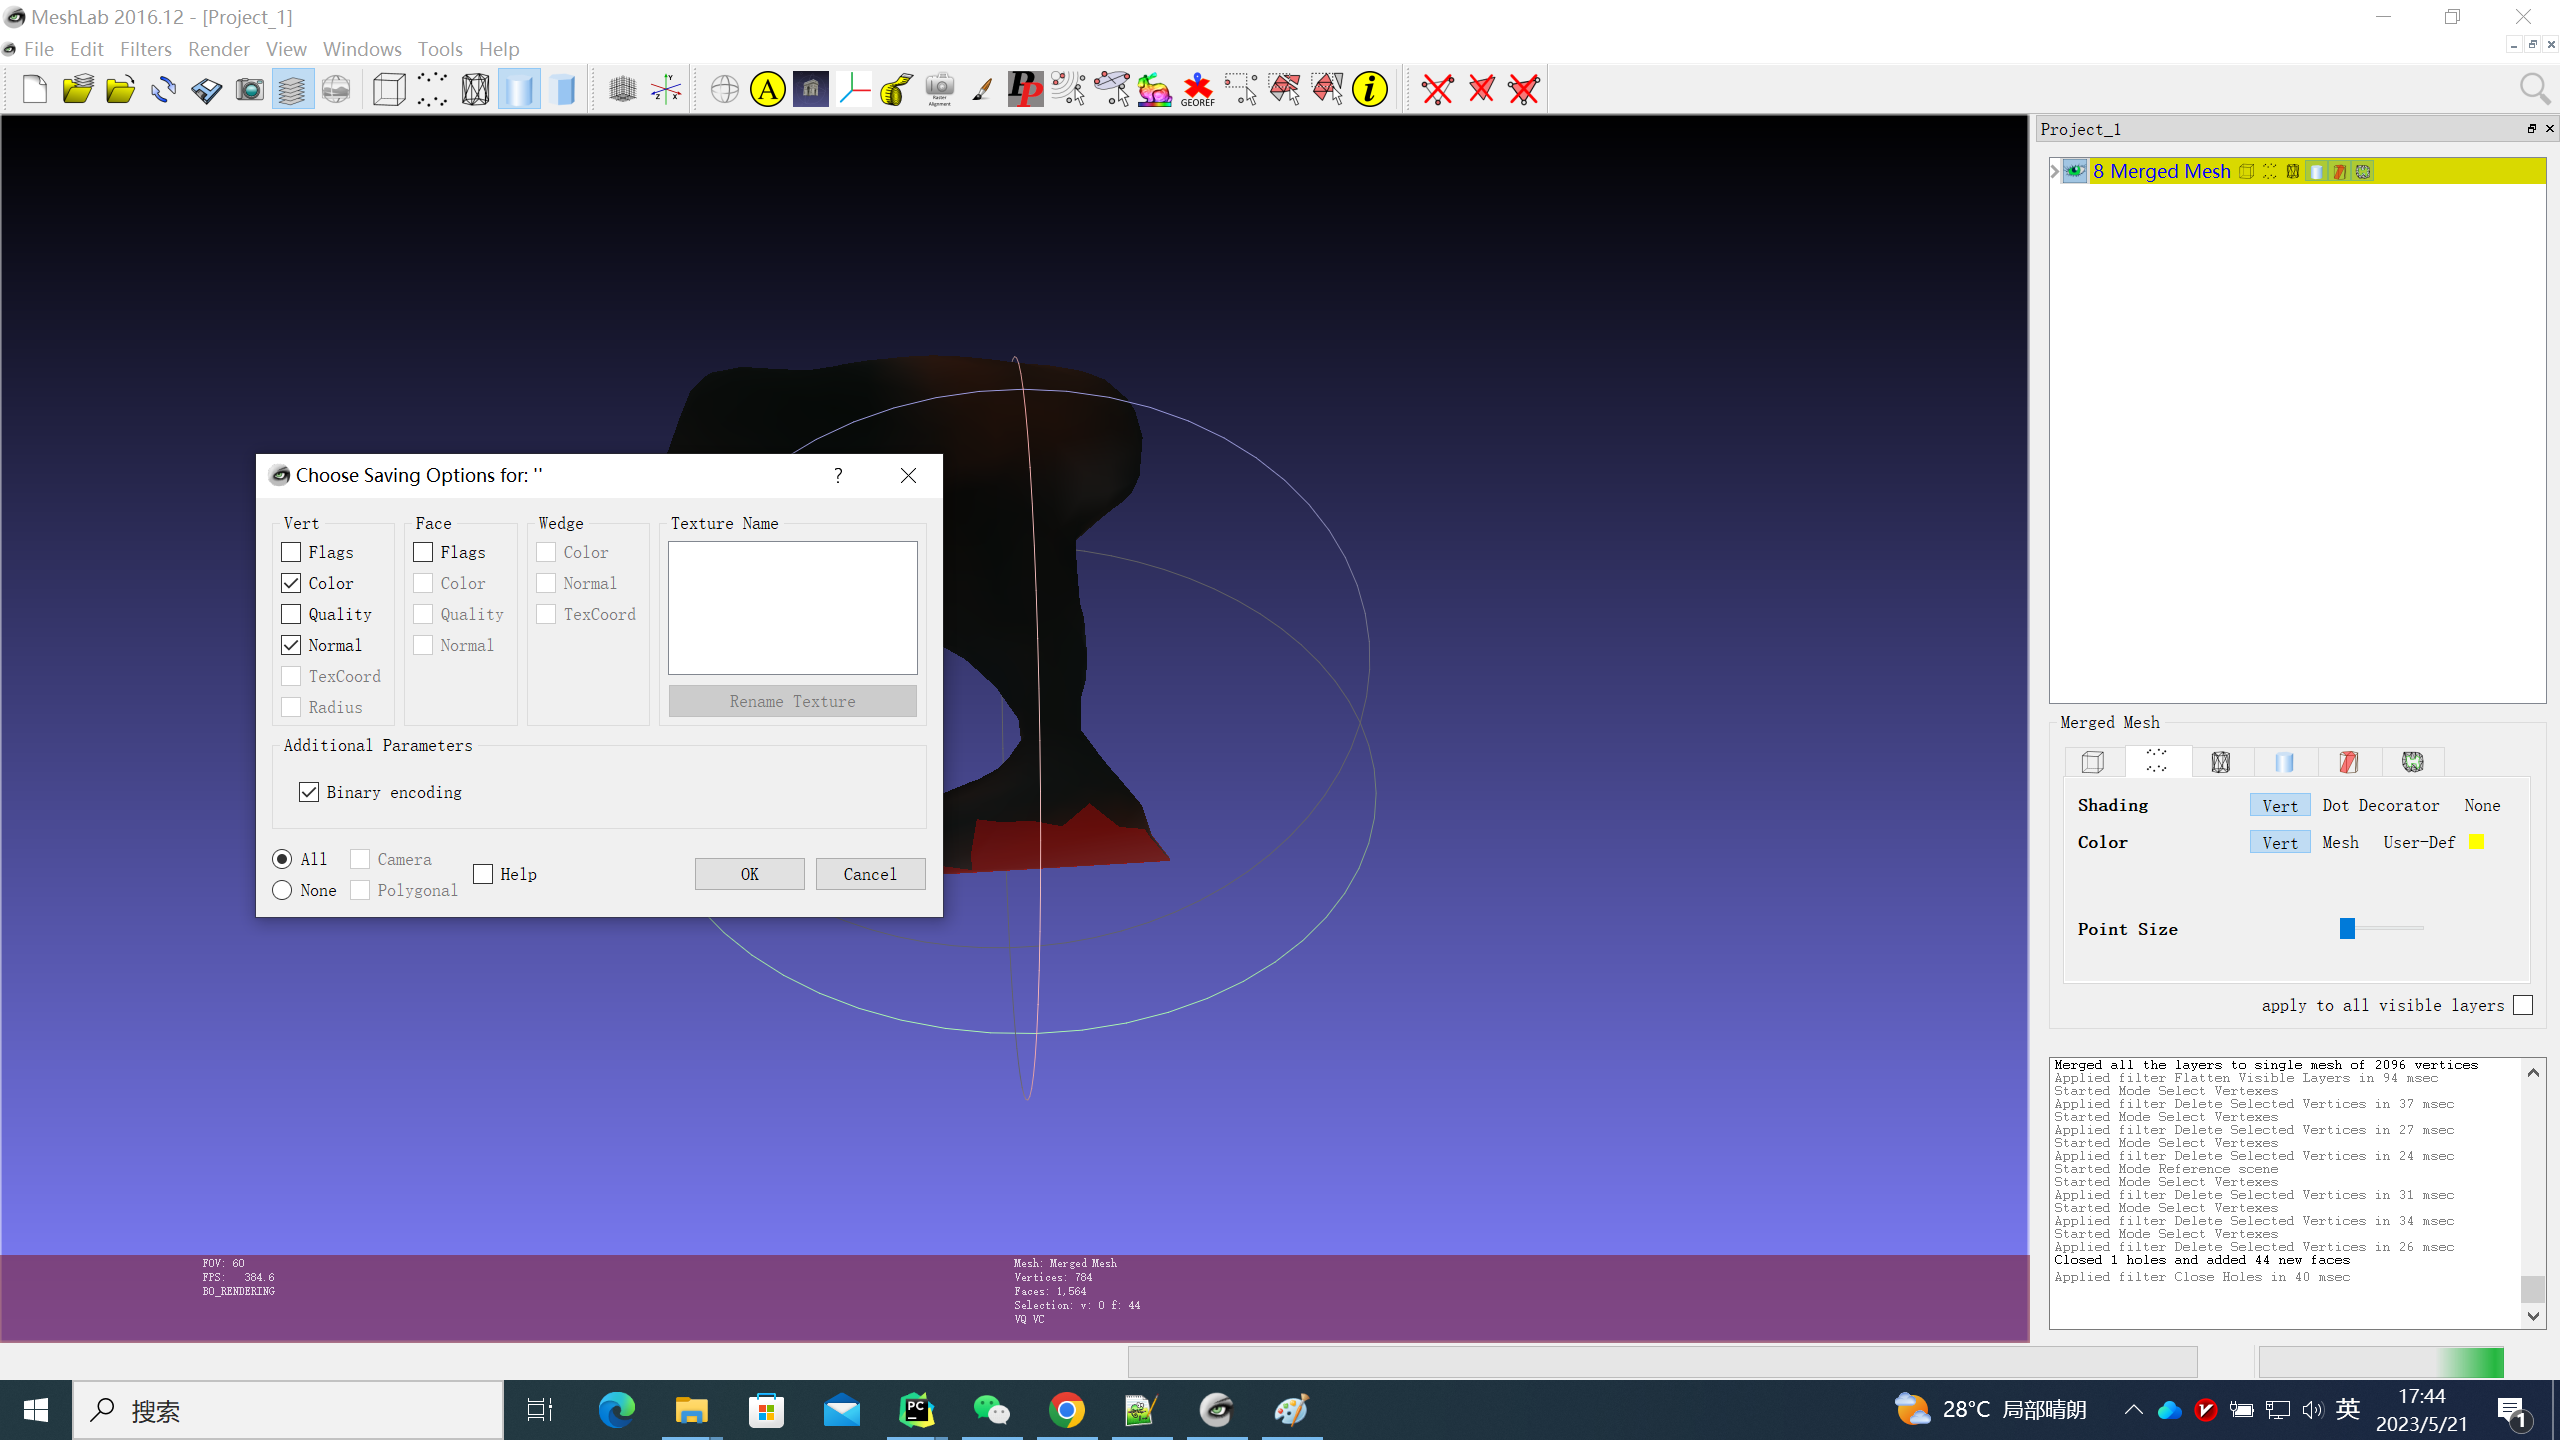 MeshLab 2016.12 - [Project_1]
File Edit Filters Render View Windows Tools Help
A
Raster Alignment
PP
GEOREF
i
Project_1
8 Merged Mesh
Choose Saving Options for: ''
?
Vert
Flags
Color
Quality
Normal
TexCoord
Radius
Face
Flags
Color
Quality
Normal
Wedge
Color
Normal
TexCoord
Texture Name
Rename Texture
Additional Parameters
Binary encoding
All
None
Camera
Polygonal
Help
OK
Cancel
Merged Mesh
Shading Vert Dot Decorator None
Color Vert Mesh User-Def
Point Size
apply to all visible layers
Merged all the layers to single mesh of 2096 vertices
Applied filter Flatten Visible Layers in 94 msec
Started Mode Select Vertexes
Applied filter Delete Selected Vertices in 37 msec
Started Mode Select Vertexes
Applied filter Delete Selected Vertices in 27 msec
Started Mode Select Vertexes
Applied filter Delete Selected Vertices in 24 msec
Started Mode Reference scene
Started Mode Select Vertexes
Applied filter Delete Selected Vertices in 31 msec
Started Mode Select Vertexes
Applied filter Delete Selected Vertices in 34 msec
Started Mode Select Vertexes
Applied filter Delete Selected Vertices in 26 msec
Closed 1 holes and added 44 new faces
Applied filter Close Holes in 40 msec
FOV: 60
FPS: 384.6
BO_RENDERING
Mesh: Merged Mesh
Vertices: 784
Faces: 1,564
Selection: v: 0 f: 44
VQ VC
搜索
PC
28°C 局部晴朗
英
17:44
2023/5/21
1